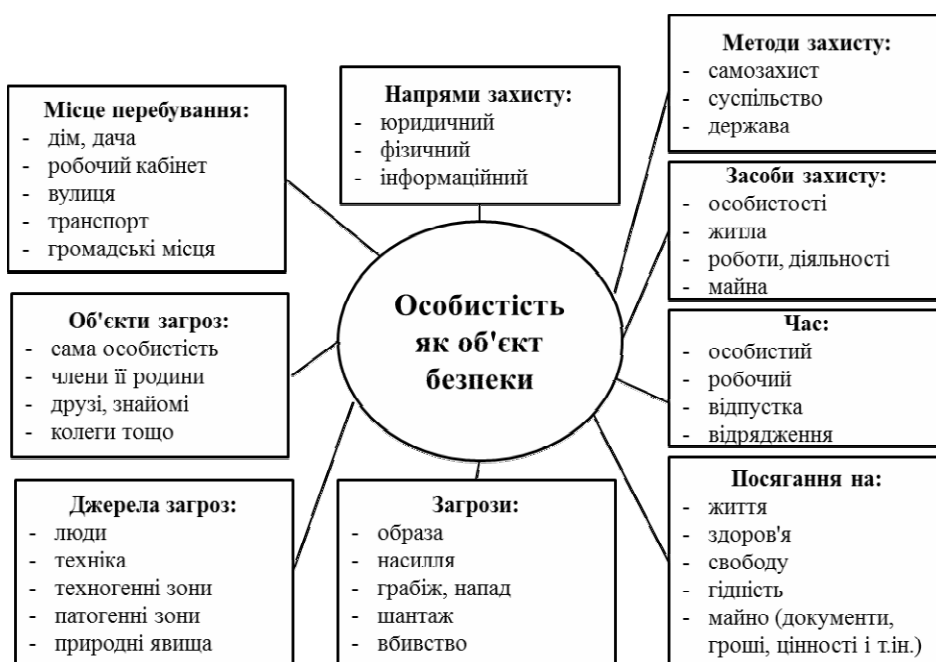 Місце перебування:
- дім, дача
- робочий кабінет
- вулиця
- транспорт
- громадські місця
Напрями захисту:
- юридичний
- фізичний
- інформаційний
Методи захисту:
- самозахист
- суспільство
- держава
Засоби захисту:
- особистості
- житла
- роботи, діяльності
- майна
Об'єкти загроз:
- сама особистість
- члени її родини
- друзі, знайомі
- колеги тощо
Особистість
як об'єкт
безпеки
Час:
- особистий
- робочий
- відпустка
- відрядження
Джерела загроз:
- люди
- техніка
- техногенні зони
- патогенні зони
- природні явища
Загрози:
- образа
- насилля
- грабіж, напад
- шантаж
- вбивство
Посягання на:
- життя
- здоров'я
- свободу
- гідність
- майно (документи,
гроші, цінності і т.ін.)